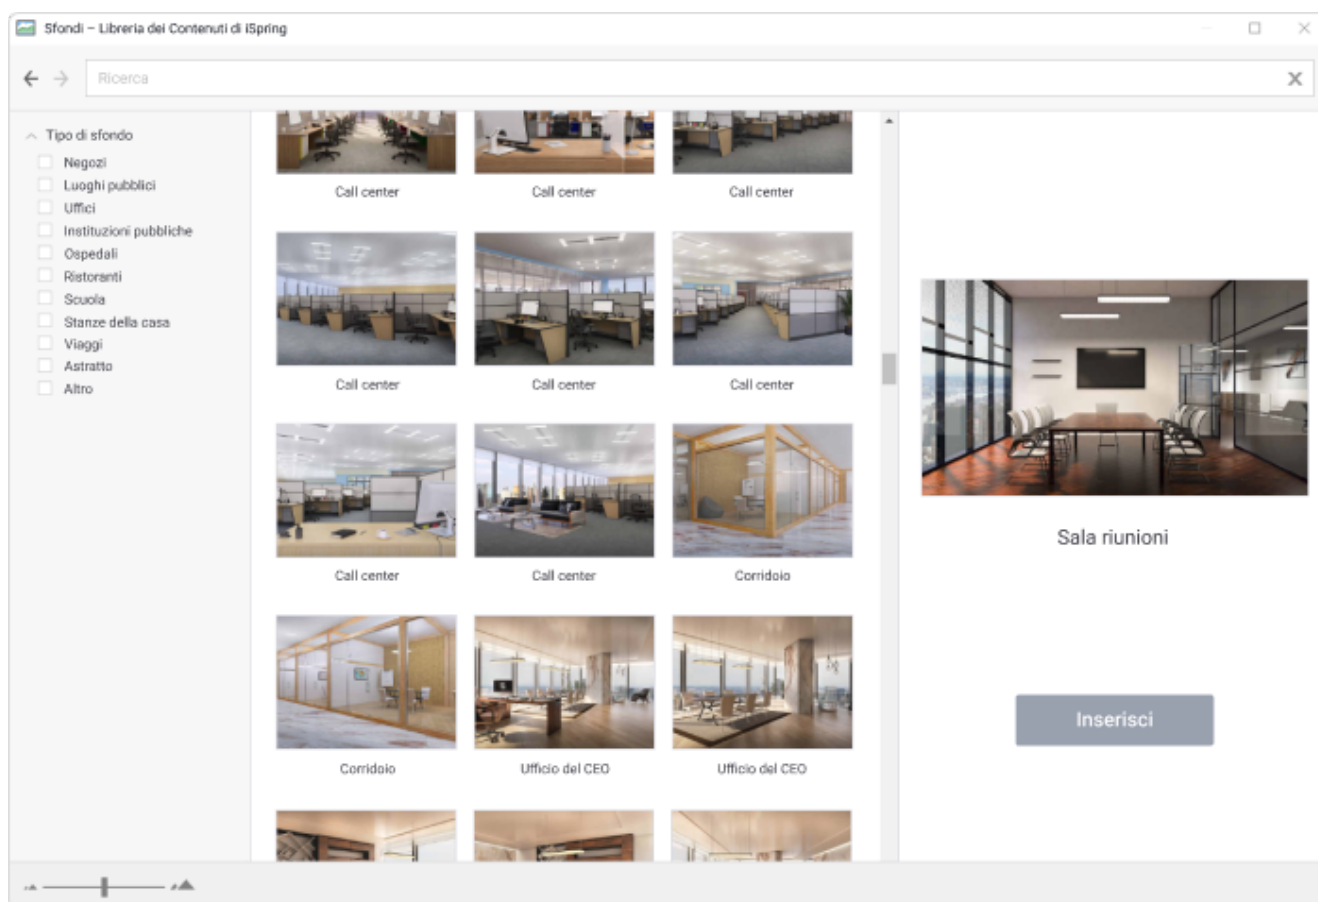 Sfondi – Libreria dei Contenuti di iSpring
Ricerca
Tipo di sfondo
Negozi
Luoghi pubblici
Uffici
Instituzioni pubbliche
Ospedali
Ristoranti
Scuola
Stanze della casa
Viaggi
Astratto
Altro
Call center
Call center
Call center
Call center
Call center
Call center
Call center
Call center
Corridoio
Corridoio
Ufficio del CEO
Ufficio del CEO
Sala riunioni
Inserisci